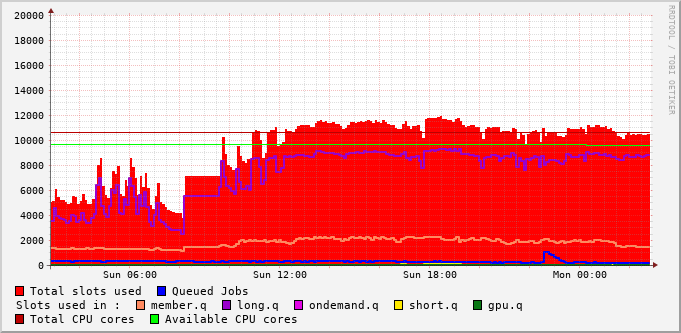 20000
18000
16000
14000
12000
10000
8000
6000
4000
2000
0
Sun 06:00 Sun 12:00 Sun 18:00 Mon 00:00
RRDTOOL / TOBI OETIKER
Total slots used Queued Jobs
Slots used in : member.q long.q ondemand.q short.q gpu.q
Total CPU cores Available CPU cores